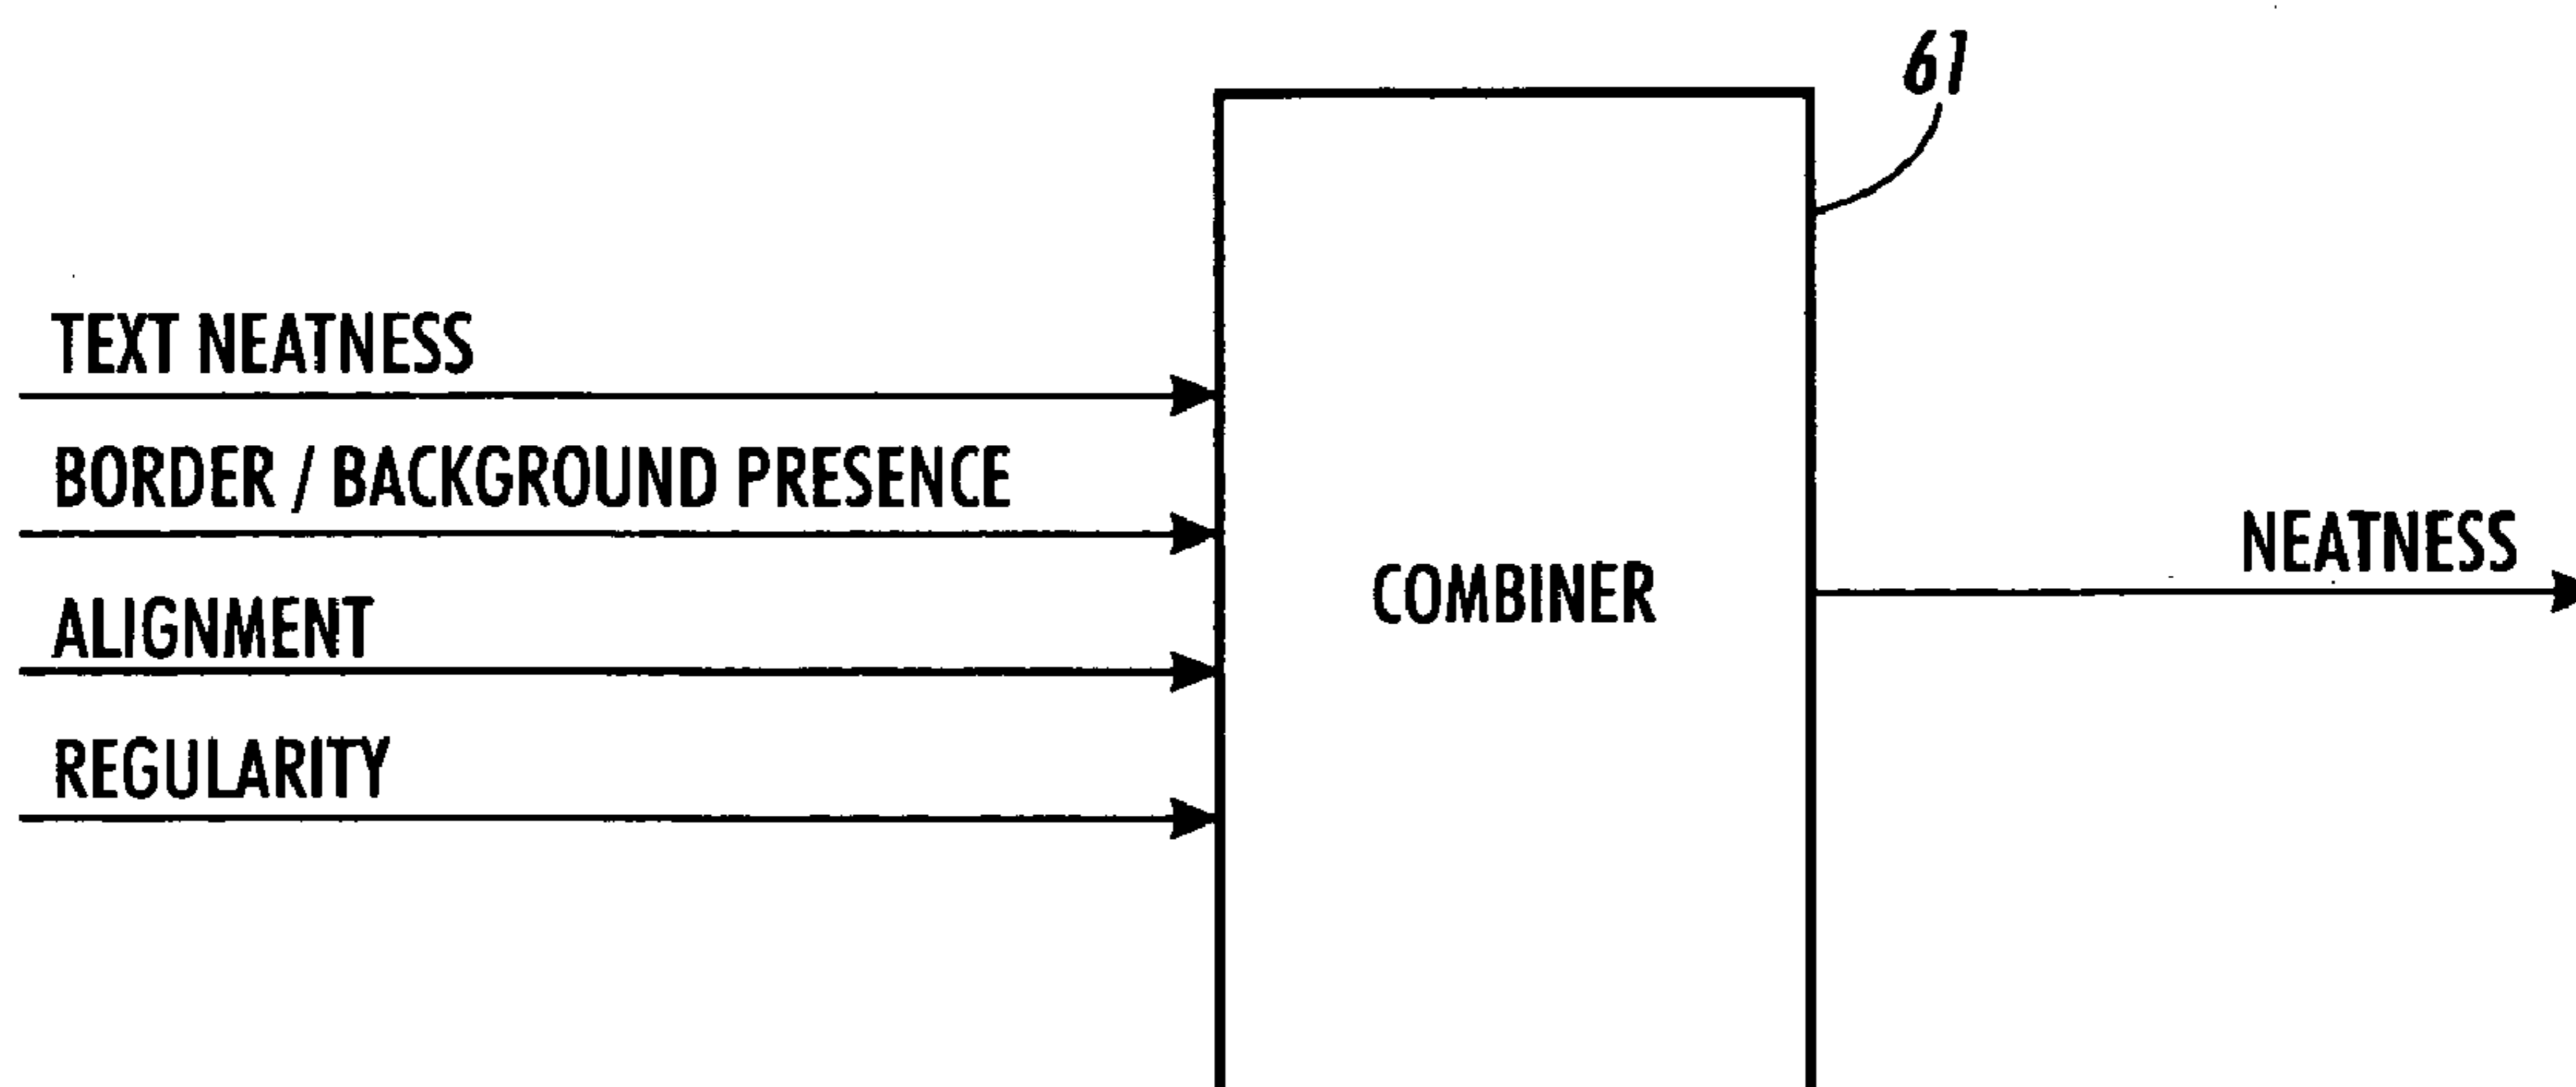 61
TEXT NEATNESS
BORDER / BACKGROUND PRESENCE
ALIGNMENT
REGULARITY
COMBINER
NEATNESS